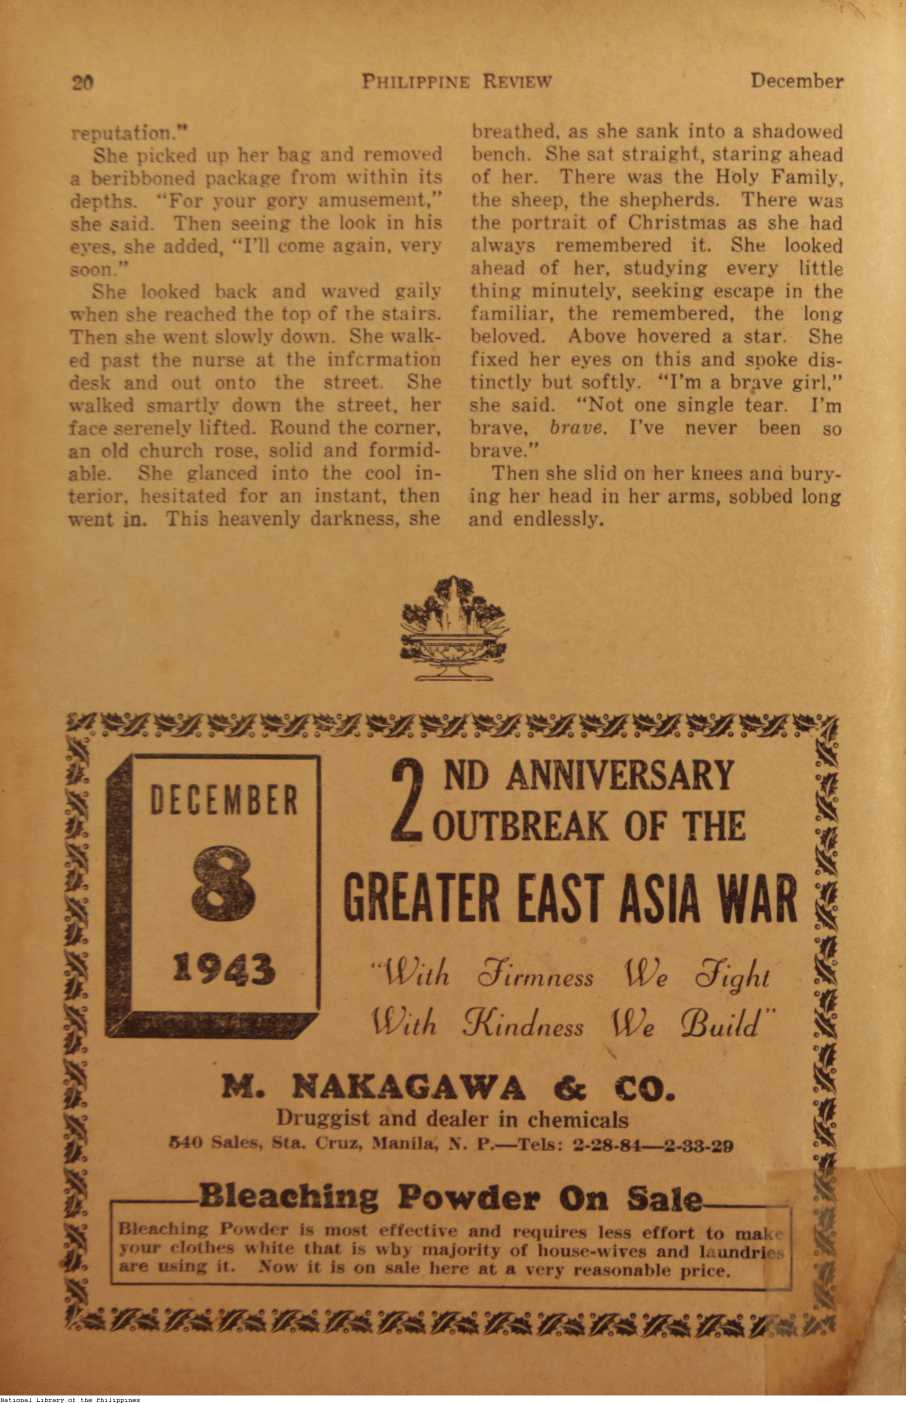 20
PHILIPPINE REVIEW
December
reputation."
She picked up her bag and removed
a beribboned package from within its
depths. "For your gory amusement,"
she said. Then seeing the look in his
eyes, she added, "I'll come again, very
soon."
She looked back and waved gaily
when she reached the top of the stairs.
Then she went slowly down. She walk-
ed past the nurse at the infcrmation
desk and out onto the street. She
walked smartly down the street, her
face serenely lifted. Round the corner,
an old church rose, solid and formid-
able. She glanced into the cool in-
terior, hesitated for an instant, then
went in. This heavenly darkness, she
breathed, as she sank into a shadowed
bench. She sat straight, staring ahead
of her. There was the Holy Family,
the sheep, the shepherds. There was
the portrait of Christmas as she had
always remembered it. She looked
ahead of her, studying every little
thing minutely, seeking escape in the
familiar, the remembered, the long
beloved. Above hovered a star. She
fixed her eyes on this and spoke dis-
tinctly but softly. "I'm a brave girl,"
she said. "Not one single tear. I'm
brave, brave. I've never been so
brave."
Then she slid on her knees and bury-
ing her head in her arms, sobbed long
and endlessly.
DECEMBER
8
1943
2ND ANNIVERSARY
OUTBREAK OF THE
GREATER EAST ASIA WAR
"With Firmness We Fight
With Kindness We Build"
M. NAKAGAWA & CO.
Druggist and dealer in chemicals
540 Sales, Sta. Cruz, Manila, N. P.—Tels: 2-28-84—2-33-29
Bleaching Powder On Sale
Bleaching Powder is most effective and requires less effort to make
your clothes white that is why majority of house-wives and laundries
are using it. Now it is on sale here at a very reasonable price.
National Library of the Philippines